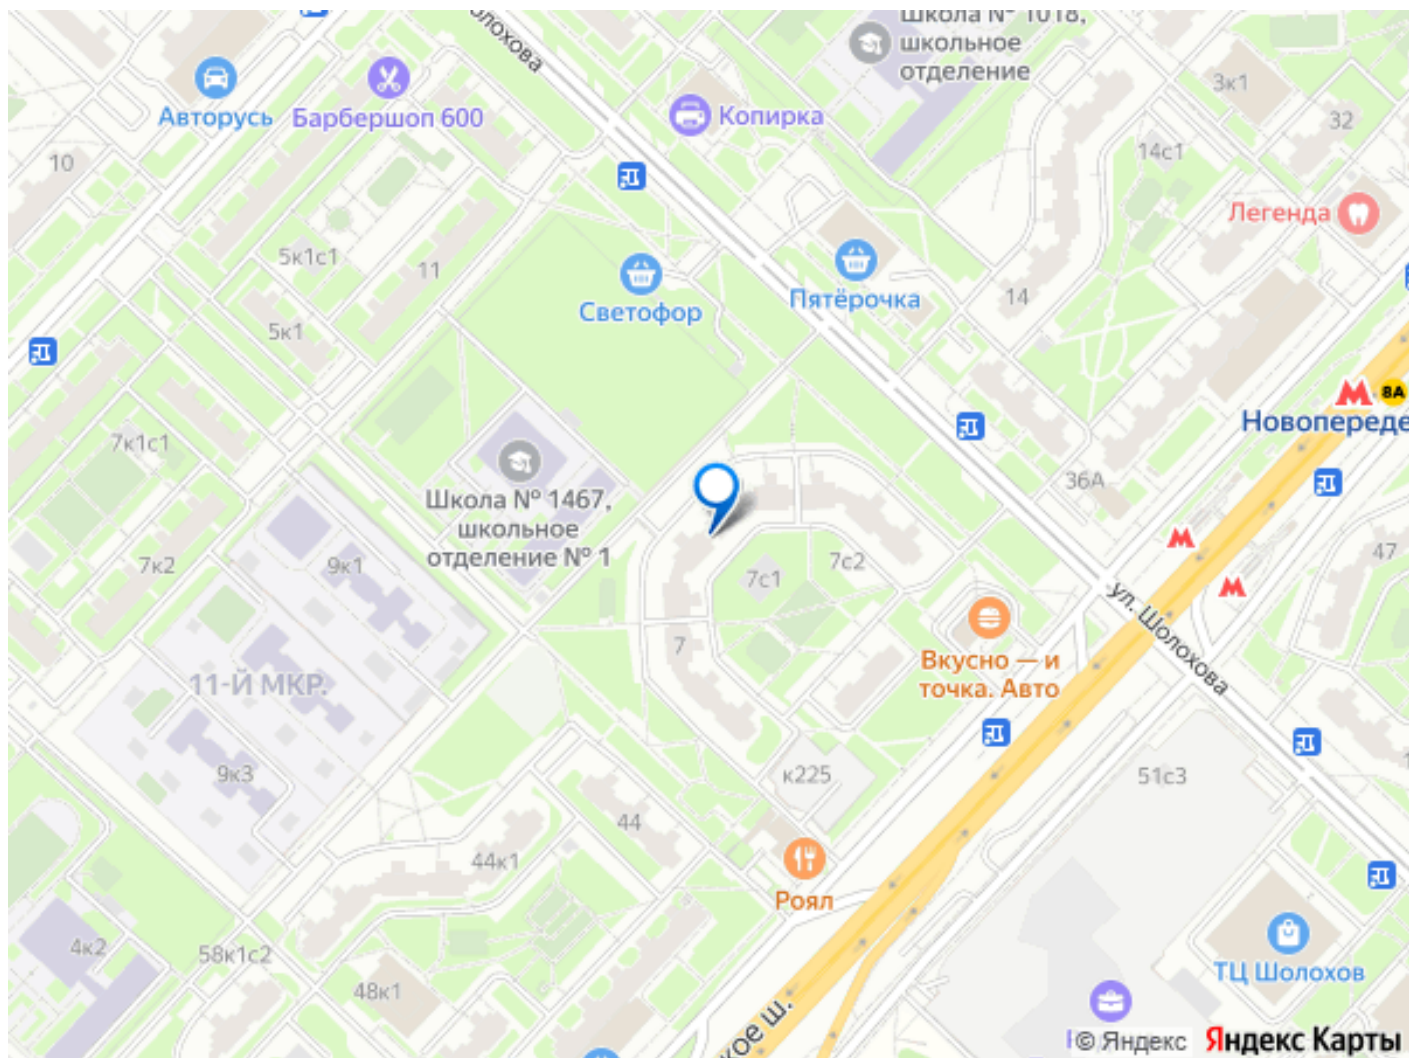 Школа № 1018,
школьное
отделение
олохова
Авторусь
Барбершоп 600
Копирка
3к1
32
10
14с1
Легенда
5к1с1
11
Светофор
Пятёрочка
14
5к1
8А
Новопереде
7к1с1
36А
Школа № 1467,
школьное
отделение № 1
7к2
9к1
7с1
7с2
47
ул. Шолохова
7
Вкусно — и
точка. Авто
11-Й МКР.
9к3
к225
51с3
1
44
44к1
Роял
4к2
58к1с2
48к1
ТЦ Шолохов
кое ш.
© Яндекс
Яндекс Карты